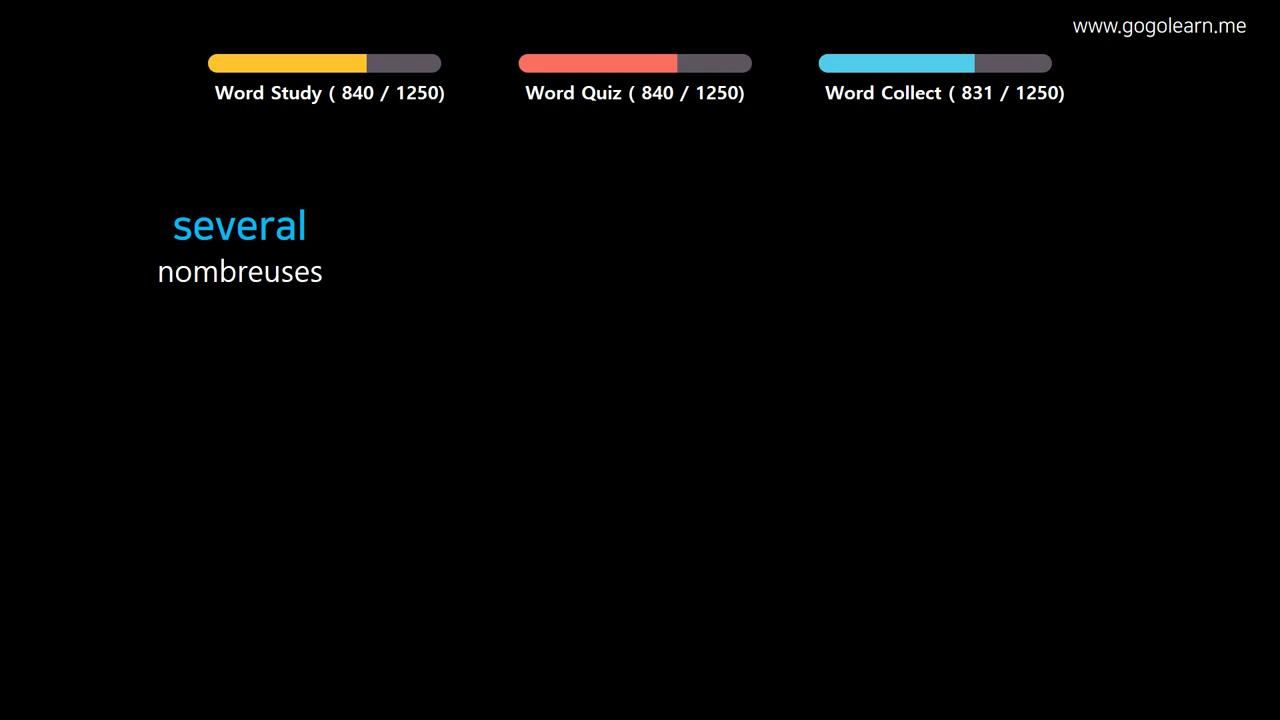 www.gogolearn.me
Word Study ( 840 / 1250)
Word Quiz ( 840 / 1250)
Word Collect ( 831 / 1250)
several
nombreuses